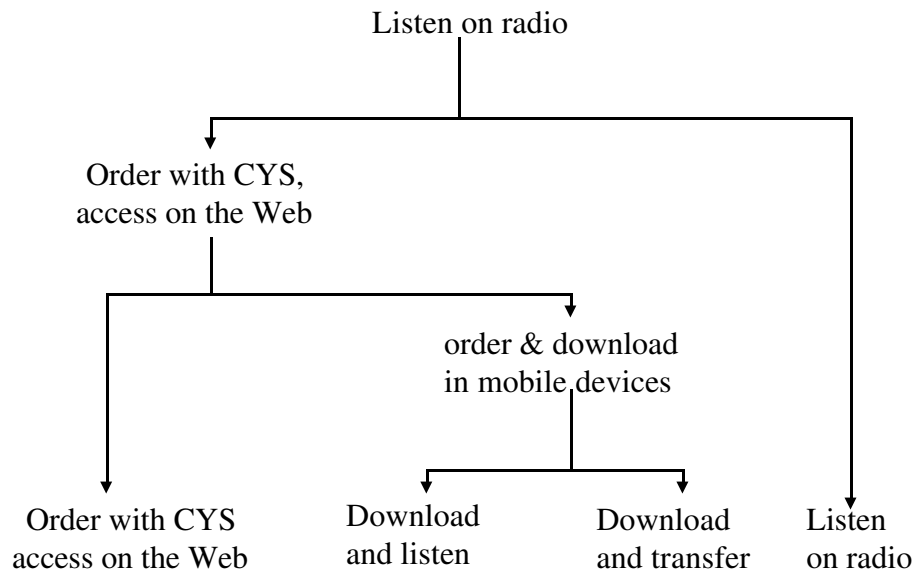 Listen on radio
Order with CYS,
access on the Web
order & download
in mobile devices
Order with CYS
access on the Web
Download
and listen
Download
and transfer
Listen
on radio